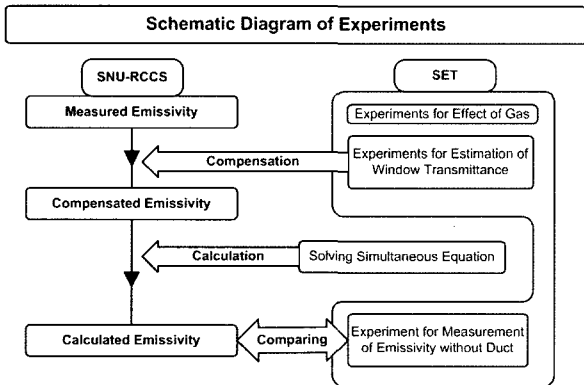 Schematic Diagram of Experiments
SNU-RCCS
SET
Measured Emissivity
Experiments for Effect of Gas
Compensation
Experiments for Estimation of
Window Transmittance
Compensated Emissivity
Calculation
Solving Simultaneous Equation
Calculated Emissivity
Comparing
Experiment for Measurement
of Emissivity without Duct